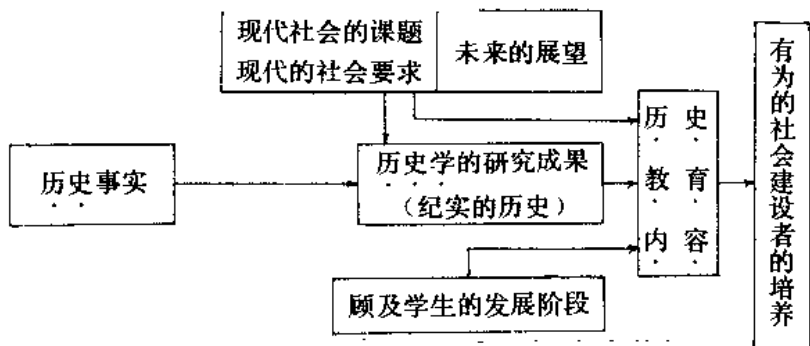 现代社会的课题
现代的社会要求
未来的展望
历史事实
历史学的研究成果
（纪实的历史）
历史
教育
内容
顾及学生的发展阶段
有为的社会建设者的培养